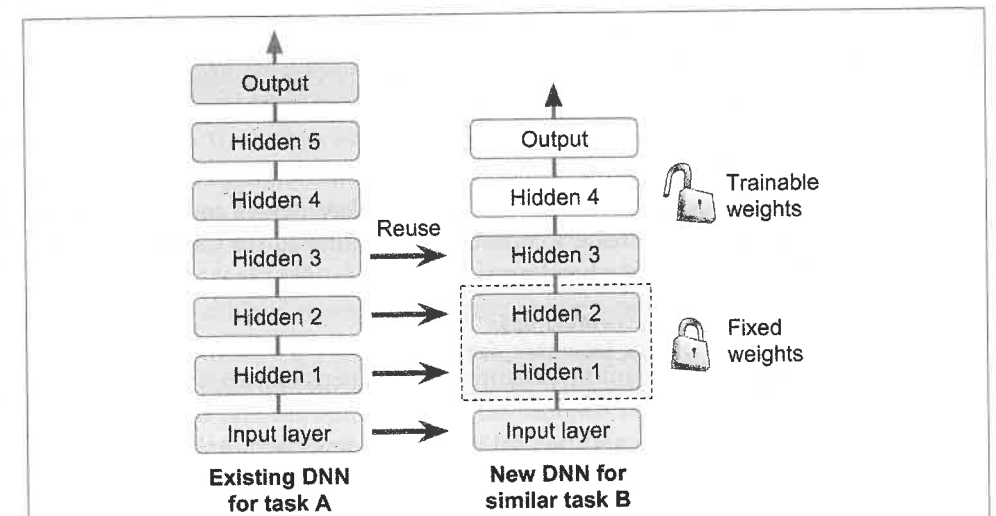 Output
Hidden 5
Hidden 4
Hidden 3
Hidden 2
Hidden 1
Input layer
Existing DNN
for task A
Reuse
Output
Hidden 4
Hidden 3
Hidden 2
Hidden 1
Input layer
New DNN for
similar task B
Trainable
weights
Fixed
weights